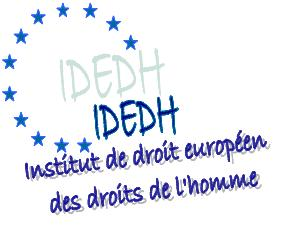 IDEDH
IDEDH
Institut de droit européen
des droits de l'homme